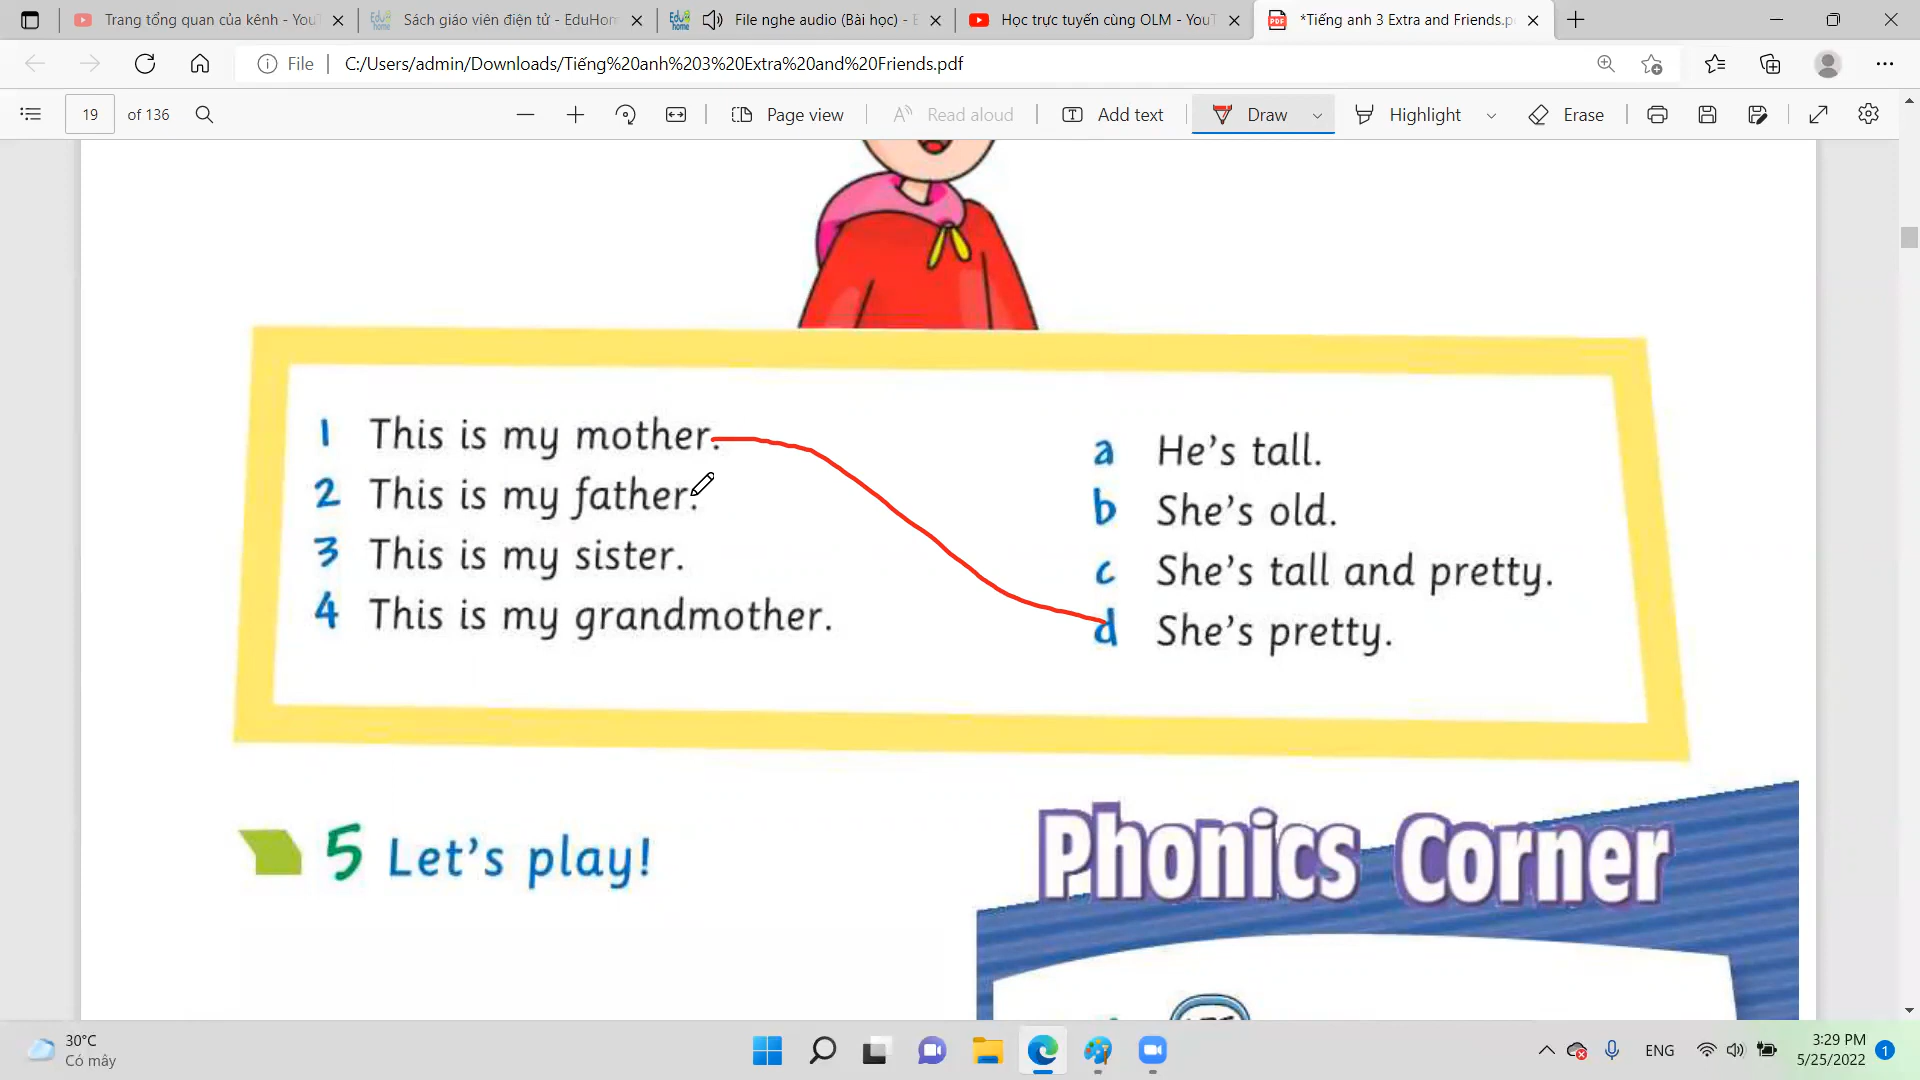 Trang tổng quan của kênh - YouT
Sách giáo viên điện tử - EduHom
File nghe audio (Bài học) - E
Học trực tuyến cùng OLM - YouT
*Tiếng anh 3 Extra and Friends.p
File
C:/Users/admin/Downloads/Tiếng%20anh%203%20Extra%20and%20Friends.pdf
19 of 136
Page view
Read aloud
Add text
Draw
Highlight
Erase
1 This is my mother.
2 This is my father.
3 This is my sister.
4 This is my grandmother.
a He's tall.
b She's old.
c She's tall and pretty.
d She's pretty.
5 Let's play!
Phonics Corner
30°C
Có mây
ENG
3:29 PM
5/25/2022
1